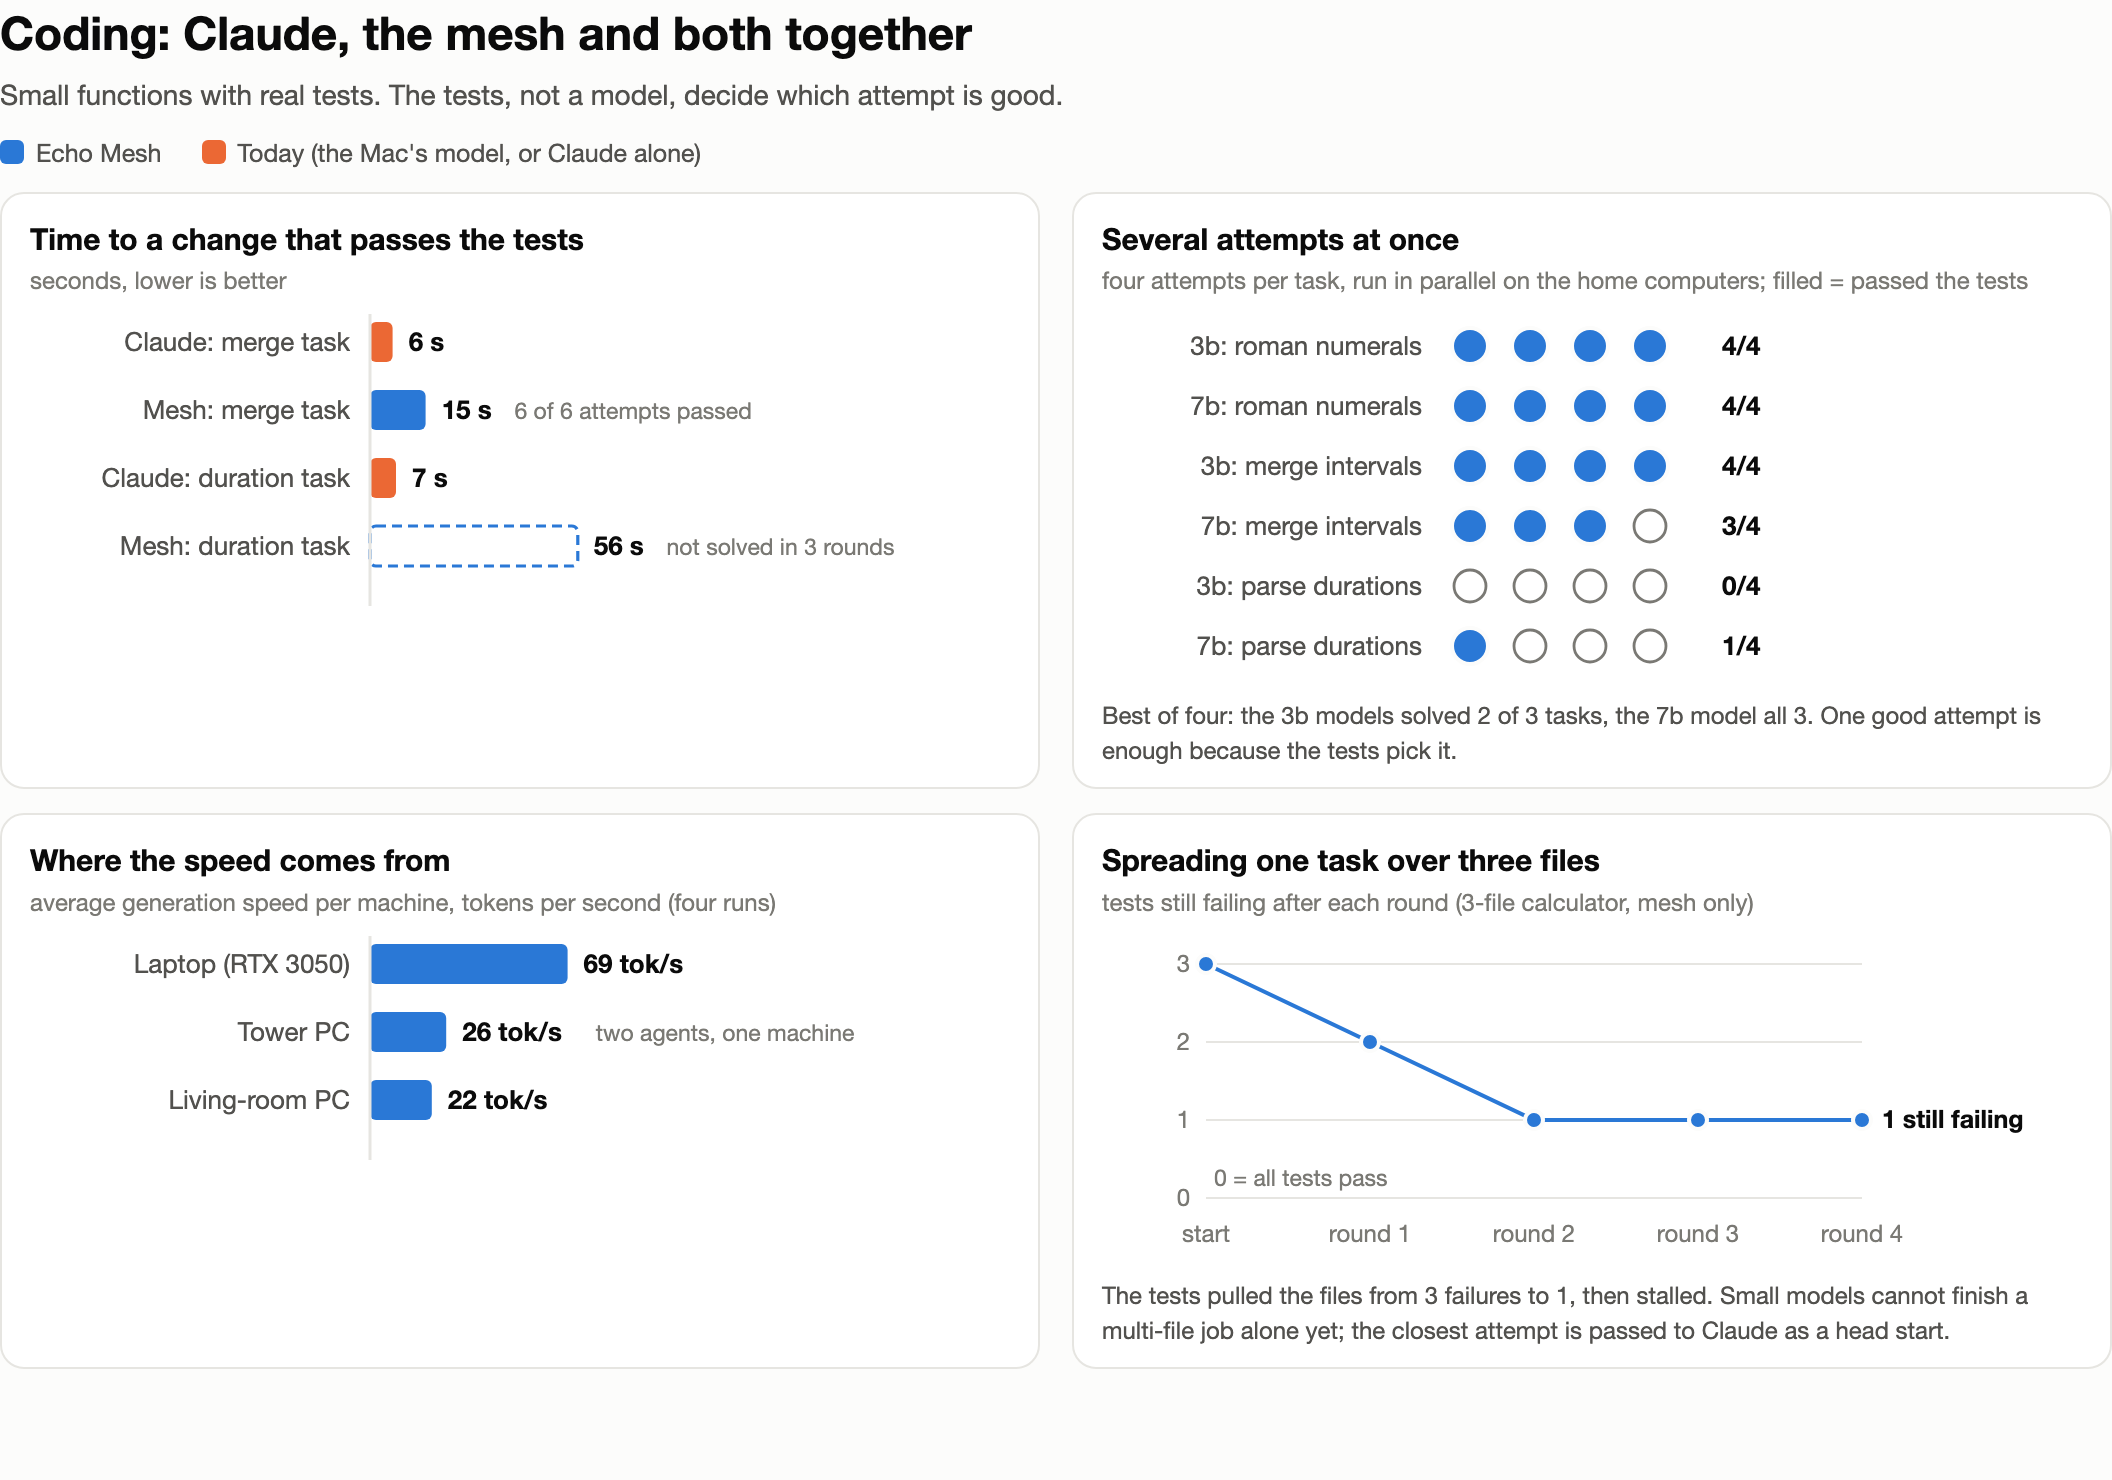 Coding: Claude, the mesh and both together
Small functions with real tests. The tests, not a model, decide which attempt is good.
Echo Mesh
Today (the Mac's model, or Claude alone)
Time to a change that passes the tests
seconds, lower is better
Claude: merge task 6 s
Mesh: merge task 15 s 6 of 6 attempts passed
Claude: duration task 7 s
Mesh: duration task 56 s not solved in 3 rounds
Several attempts at once
four attempts per task, run in parallel on the home computers; filled = passed the tests
3b: roman numerals 4/4
7b: roman numerals 4/4
3b: merge intervals 4/4
7b: merge intervals 3/4
3b: parse durations 0/4
7b: parse durations 1/4
Best of four: the 3b models solved 2 of 3 tasks, the 7b model all 3. One good attempt is
enough because the tests pick it.
Where the speed comes from
average generation speed per machine, tokens per second (four runs)
Laptop (RTX 3050) 69 tok/s
Tower PC 26 tok/s two agents, one machine
Living-room PC 22 tok/s
Spreading one task over three files
tests still failing after each round (3-file calculator, mesh only)
3
2
1 1 still failing
0 = all tests pass
0
start round 1 round 2 round 3 round 4
The tests pulled the files from 3 failures to 1, then stalled. Small models cannot finish a
multi-file job alone yet; the closest attempt is passed to Claude as a head start.